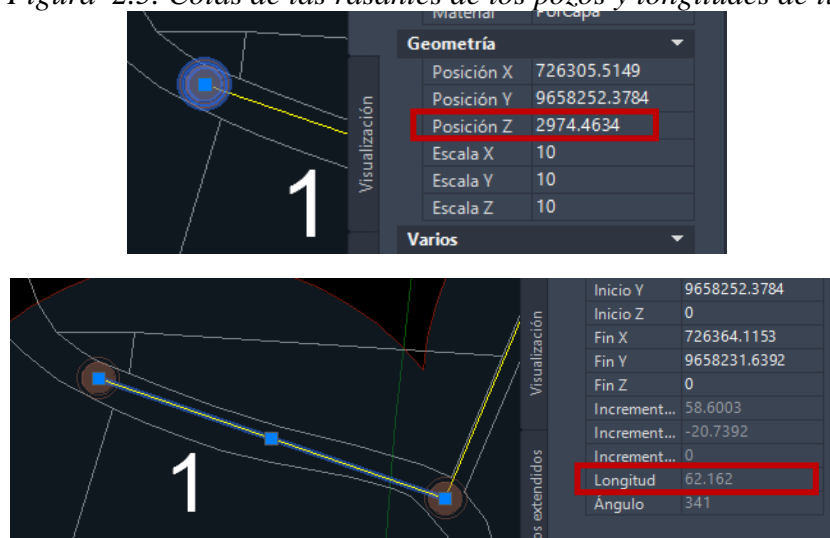 Figura 2.5. Cotas de las rasantes de los pozos y longitudes de
Material PorCapa
Geometría
Posición X 726305.5149
Posición Y 9658252.3784
Posición Z 2974.4634
Escala X 10
Escala Y 10
Escala Z 10
Varios
Visualización
1
Inicio Y 9658252.3784
Inicio Z 0
Fin X 726364.1153
Fin Y 9658231.6392
Fin Z 0
Increment... 58.6003
Increment... -20.7392
Increment... 0
Longitud 62.162
Ángulo 341
Visualización
os extendidos
1